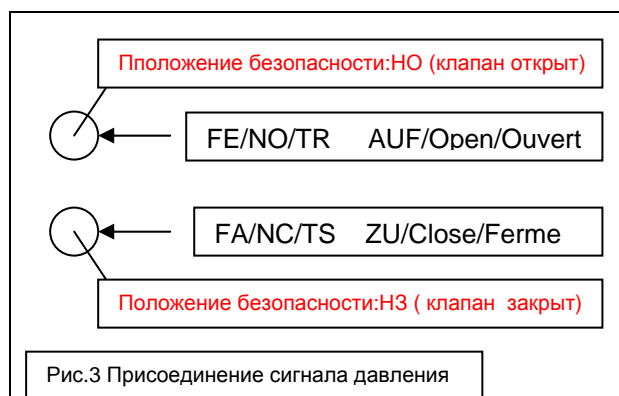 Пположение безопасности:НО (клапан открыт)
FE/NO/TR AUF/Open/Ouvert
FA/NC/TS ZU/Close/Ferme
Положение безопасности:НЗ ( клапан закрыт)
Рис.3 Присоединение сигнала давления